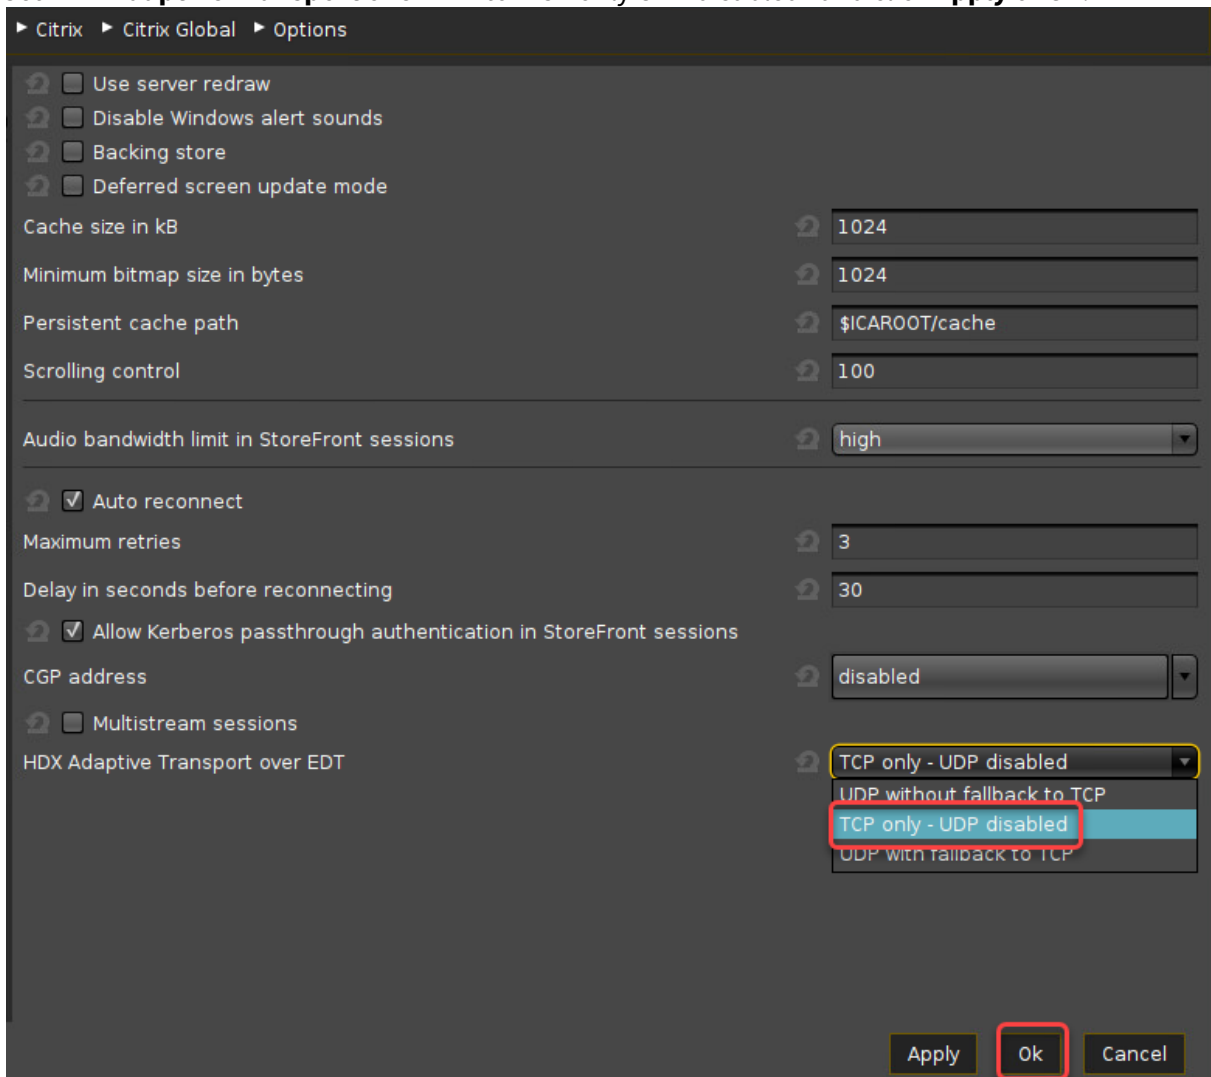 Citrix Citrix Global Options
Use server redraw
Disable Windows alert sounds
Backing store
Deferred screen update mode
Cache size in kB 1024
Minimum bitmap size in bytes 1024
Persistent cache path $ICAROOT/cache
Scrolling control 100
Audio bandwidth limit in StoreFront sessions high
Auto reconnect
Maximum retries 3
Delay in seconds before reconnecting 30
Allow Kerberos passthrough authentication in StoreFront sessions
CGP address disabled
Multistream sessions
HDX Adaptive Transport over EDT TCP only - UDP disabled
UDP without fallback to TCP
TCP only - UDP disabled
UDP with fallback to TCP
Apply Ok Cancel